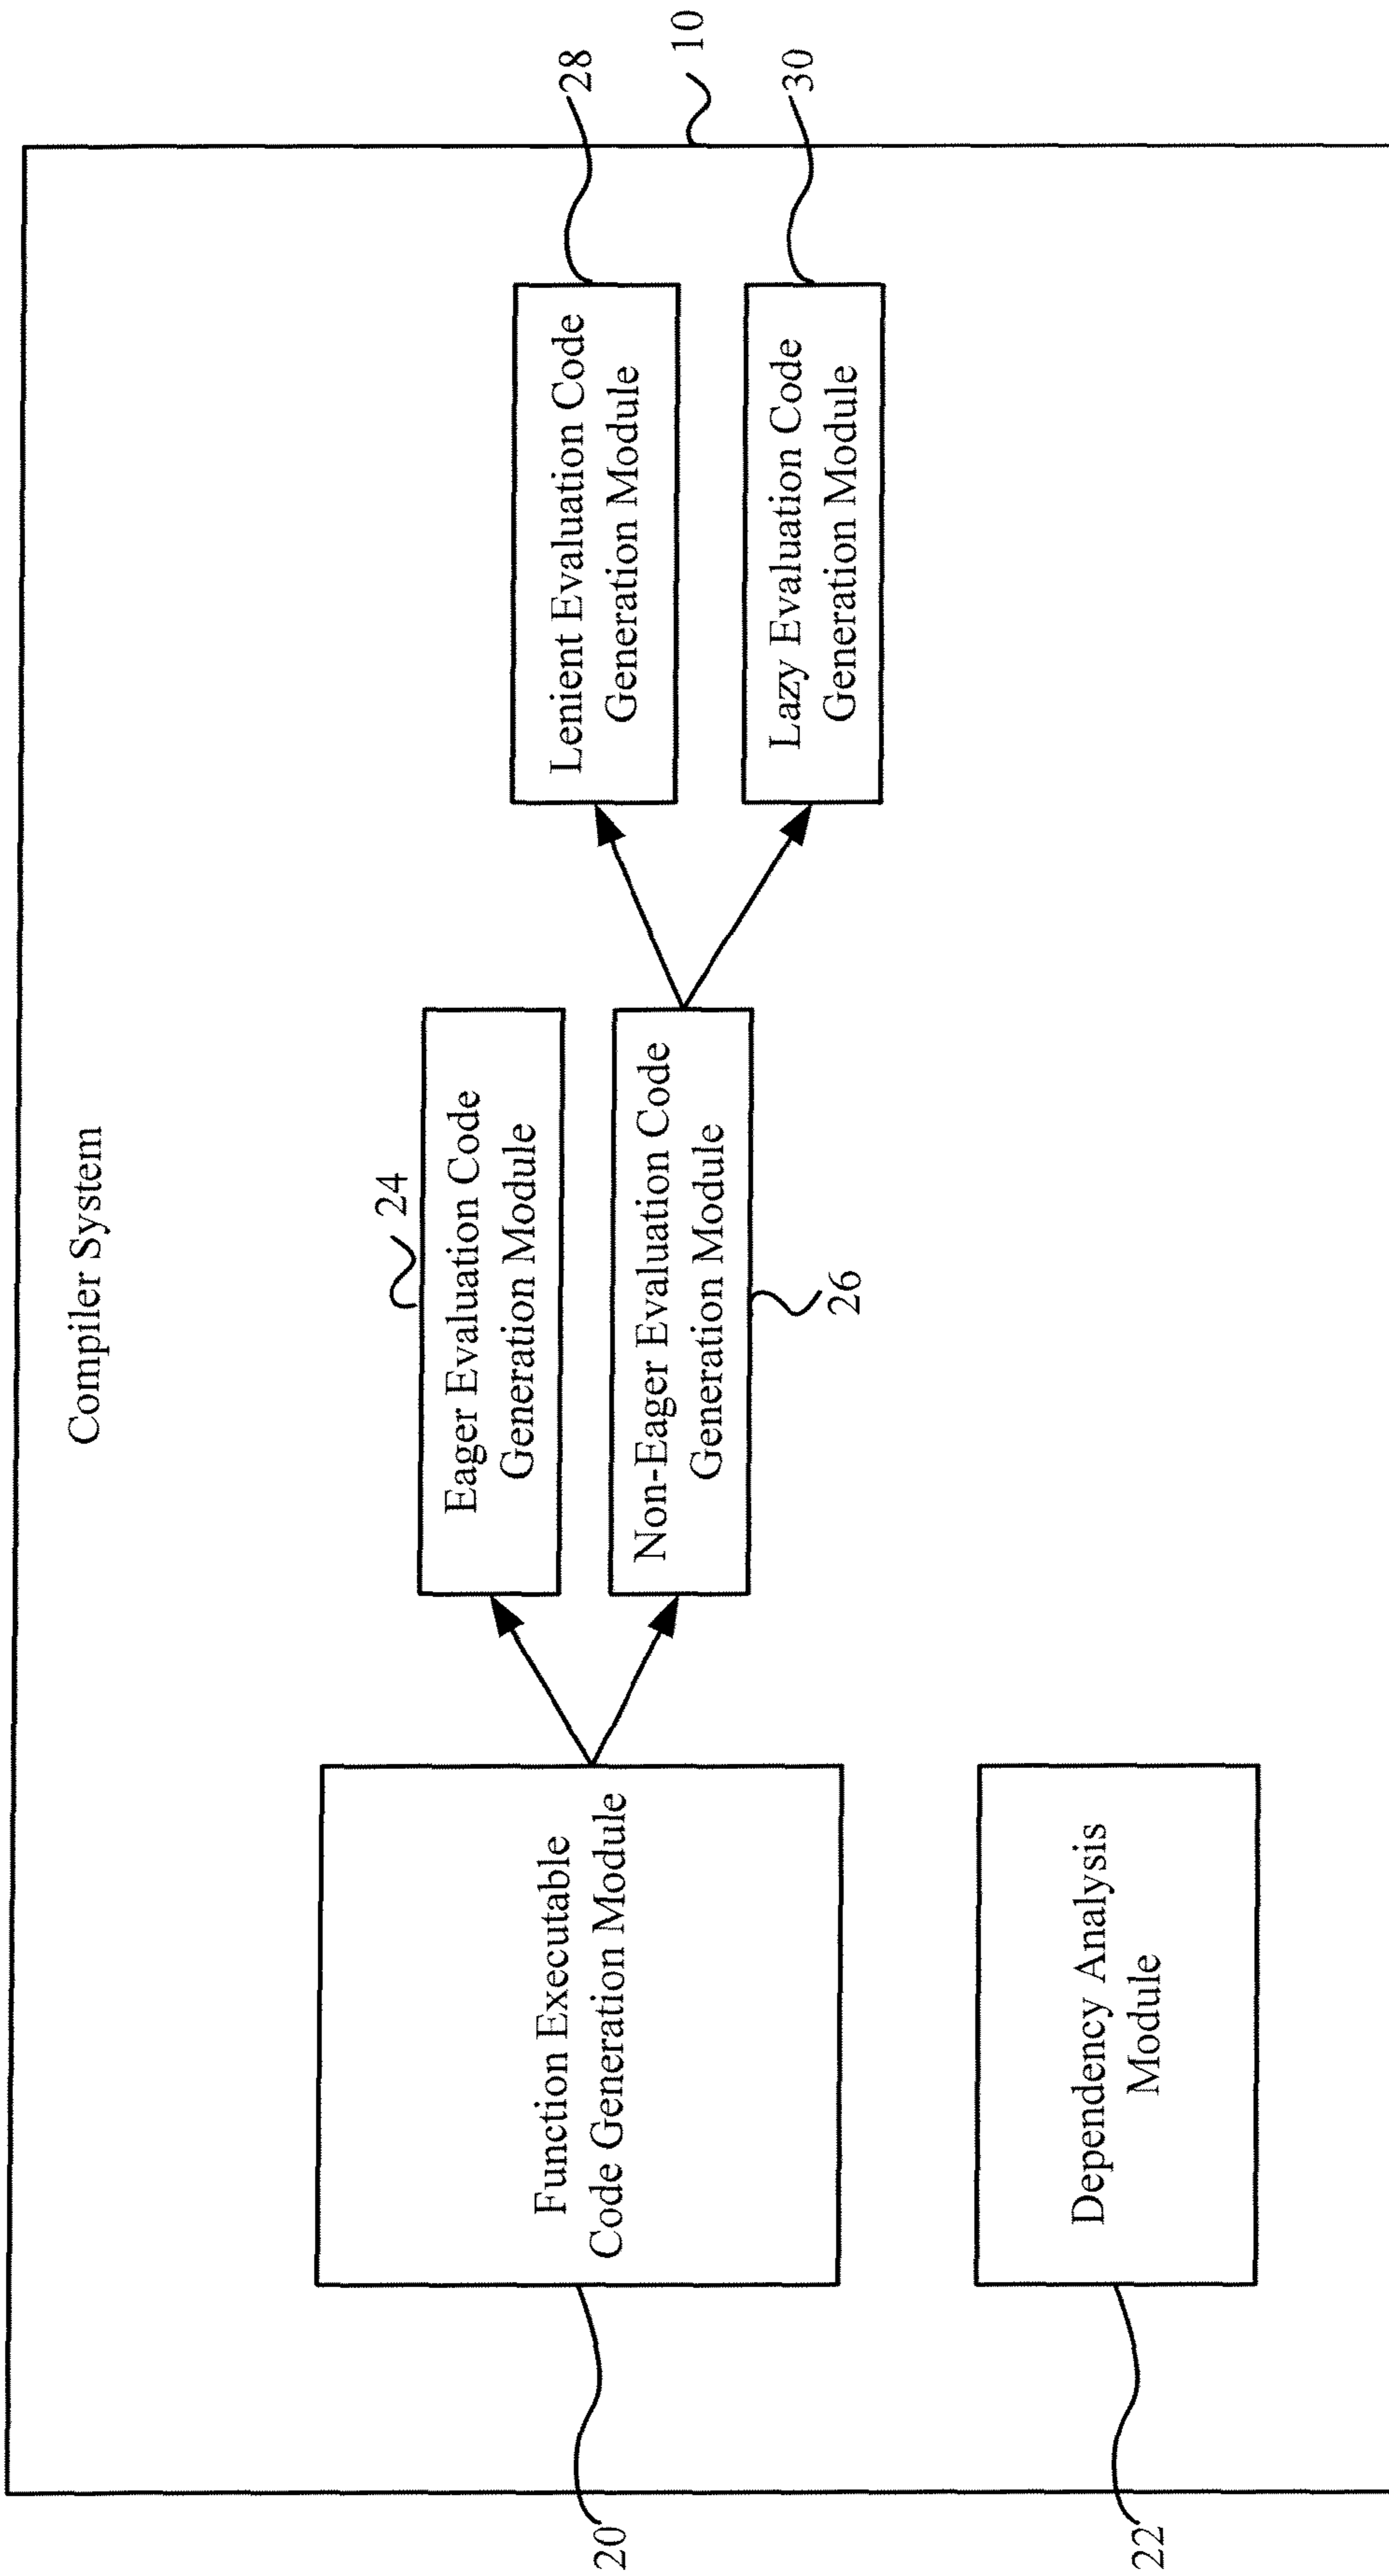 Compiler System
20
Function Executable
Code Generation Module
22
Dependency Analysis
Module
24
Eager Evaluation Code
Generation Module
Non-Eager Evaluation Code
Generation Module
26
Lenient Evaluation Code
Generation Module
28
Lazy Evaluation Code
Generation Module
30
10